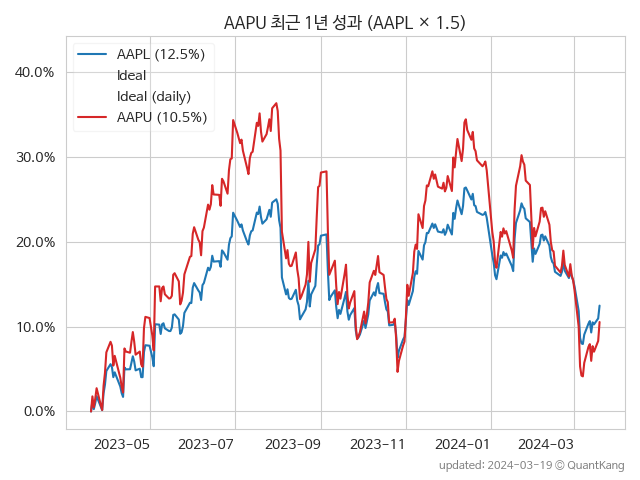 AAPU 최근 1년 성과 (AAPL × 1.5)
AAPL (12.5%)
Ideal
Ideal (daily)
AAPU (10.5%)
40.0%
30.0%
20.0%
10.0%
0.0%
2023-05 2023-07 2023-09 2023-11 2024-01 2024-03
updated: 2024-03-19 © QuantKang